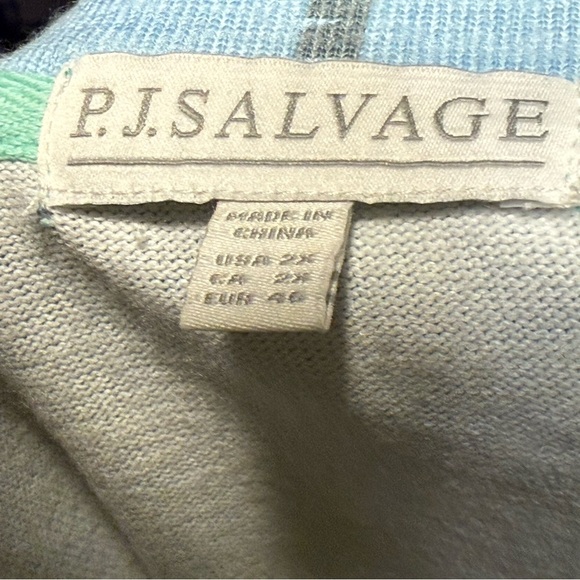 P.J.SALVAGE
MADE IN
CHINA
USA 2X
CA 2X
EUR 46